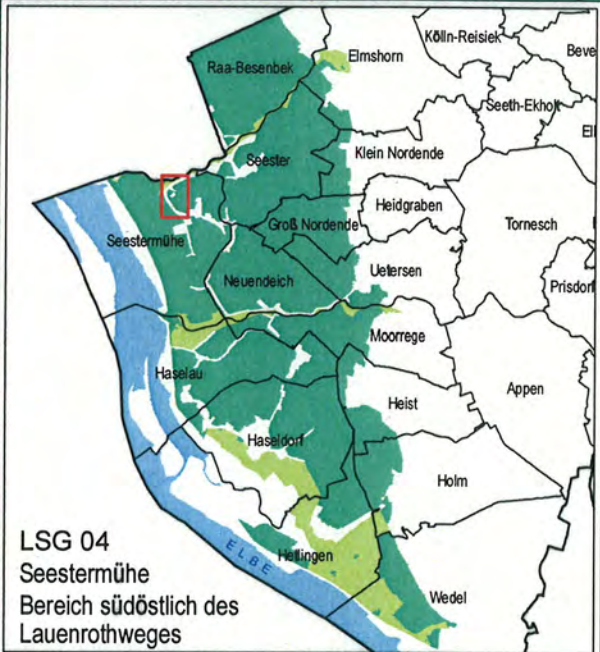 Kölln-Reisiek
Elmshorn
Beve
Raa-Besenbek
Seeth-Ekholt
Ell
Seester
Klein Nordende
Heidgraben
Groß Nordende
Tornesch
Seestermühe
Neuendeich
Uetersen
Prisdorf
Moorrege
Haselau
Heist
Appen
Haseldorf
Holm
Hetlingen
ELBE
Wedel
LSG 04
Seestermühe
Bereich südöstlich des
Lauenrothweges